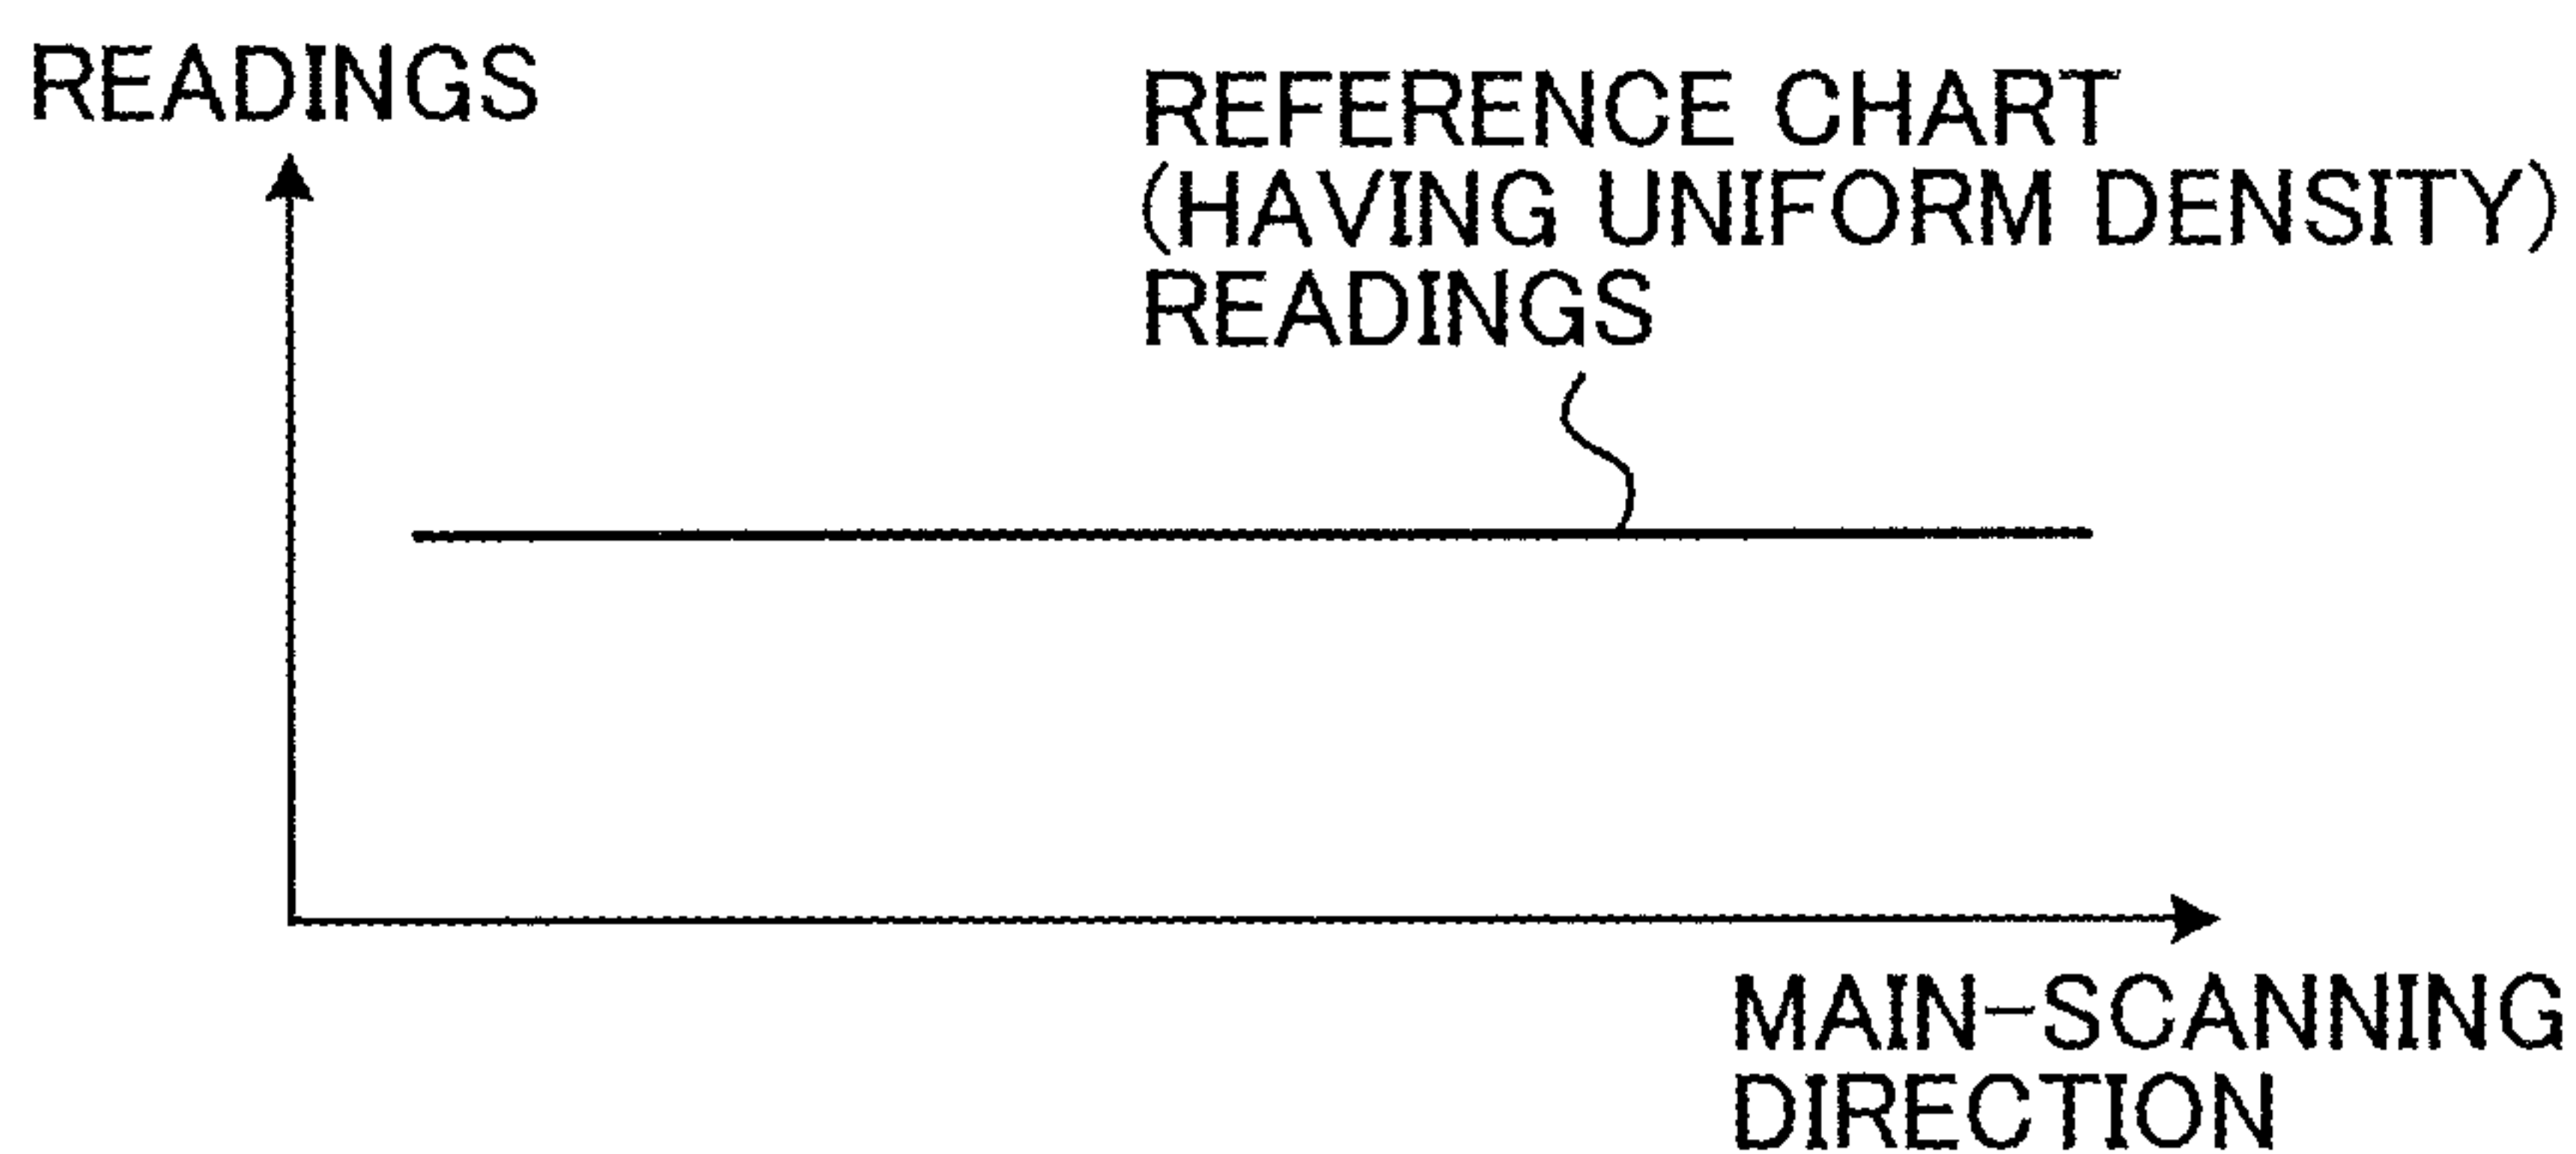 READINGS
REFERENCE CHART
(HAVING UNIFORM DENSITY)
READINGS
MAIN-SCANNING
DIRECTION